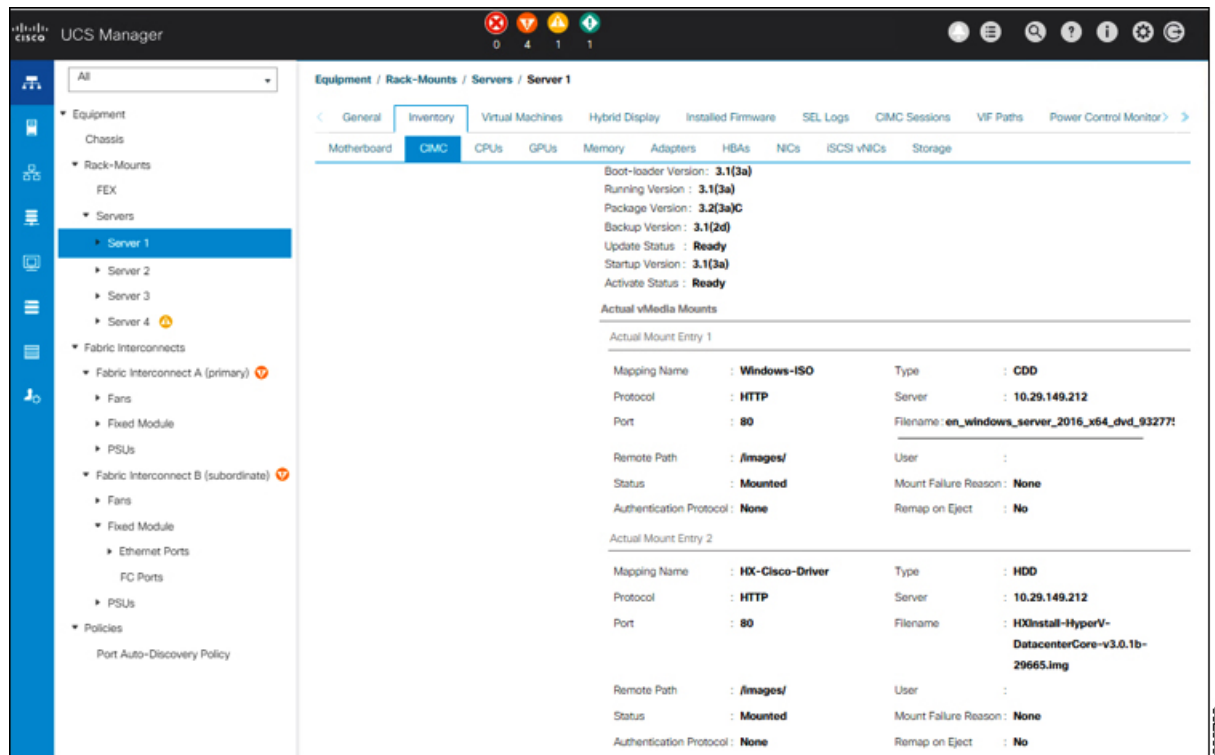 cisco UCS Manager
0 4 1 1
All
Equipment
Chassis
Rack-Mounts
FEX
Servers
Server 1
Server 2
Server 3
Server 4
Fabric Interconnects
Fabric Interconnect A (primary)
Fans
Fixed Module
PSUs
Fabric Interconnect B (subordinate)
Fans
Fixed Module
Ethernet Ports
FC Ports
PSUs
Policies
Port Auto-Discovery Policy
Equipment / Rack-Mounts / Servers / Server 1
< General Inventory Virtual Machines Hybrid Display Installed Firmware SEL Logs CIMC Sessions VIF Paths Power Control Monitor > >
Motherboard CIMC CPUs GPUs Memory Adapters HBAs NICs iSCSI vNICs Storage
Boot-loader Version: 3.1(3a)
Running Version : 3.1(3a)
Package Version: 3.2(3a)C
Backup Version : 3.1(2d)
Update Status : Ready
Startup Version : 3.1(3a)
Activate Status : Ready
Actual vMedia Mounts
Actual Mount Entry 1
Mapping Name : Windows-ISO Type : CDD
Protocol : HTTP Server : 10.29.149.212
Port : 80 Filename : en_windows_server_2016_x64_dvd_932775
Remote Path : /images/ User :
Status : Mounted Mount Failure Reason : None
Authentication Protocol : None Remap on Eject : No
Actual Mount Entry 2
Mapping Name : HX-Cisco-Driver Type : HDD
Protocol : HTTP Server : 10.29.149.212
Port : 80 Filename : HXInstall-HyperV-
DatacenterCore-v3.0.1b-
29665.img
Remote Path : /images/ User :
Status : Mounted Mount Failure Reason : None
Authentication Protocol : None Remap on Eject : No